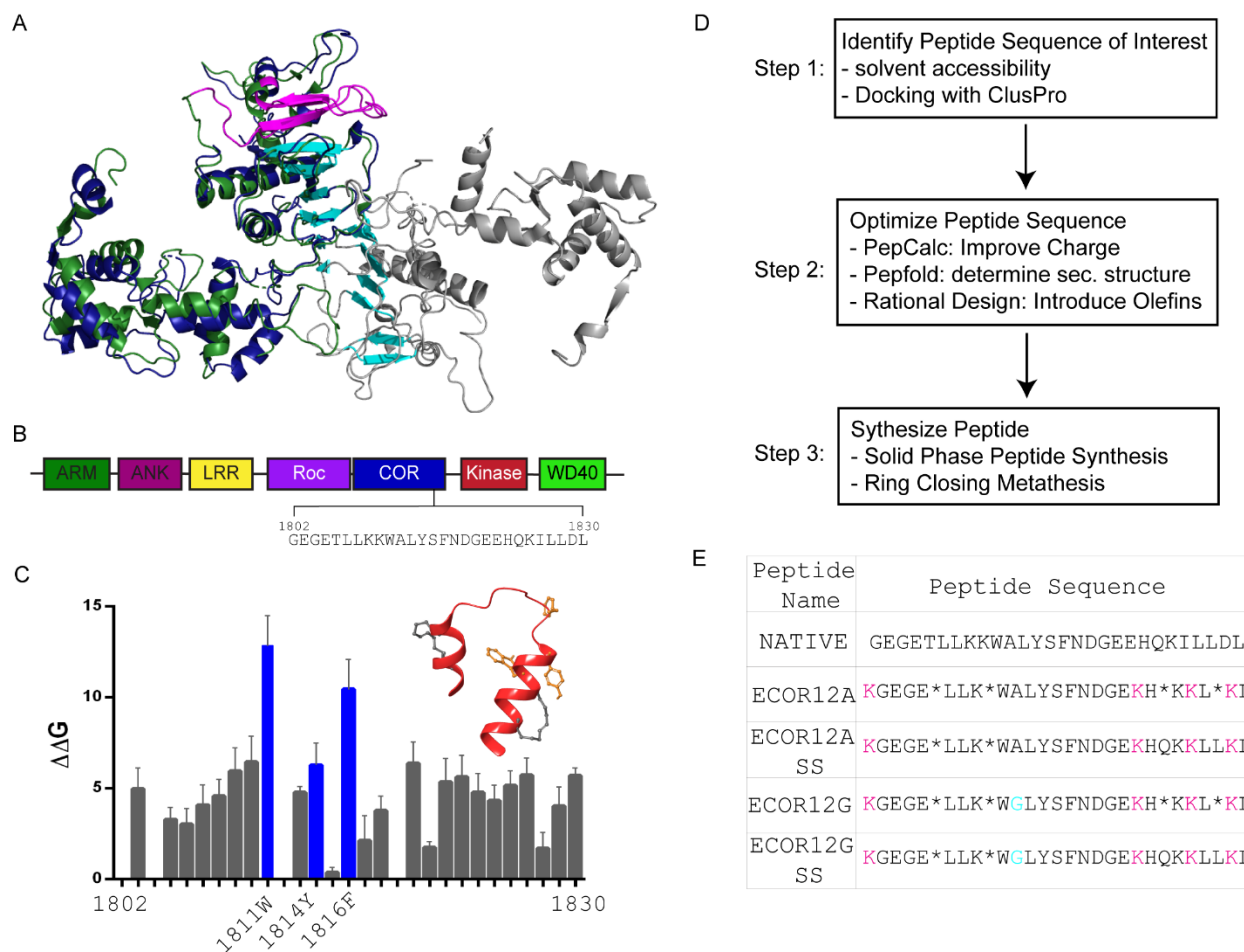 A
B
ARM ANK LRR Roc COR Kinase WD40
1802 1830
GEGETLLKKWALYSFNDGEEHQKILLDL
C
ΔΔG
15
10
5
0
1802 1811W 1814Y 1816F 1830
D
Step 1:
Identify Peptide Sequence of Interest
- solvent accessibility
- Docking with ClusPro
Step 2:
Optimize Peptide Sequence
- PepCalc: Improve Charge
- Pepfold: determine sec. structure
- Rational Design: Introduce Olefins
Step 3:
Sythesize Peptide
- Solid Phase Peptide Synthesis
- Ring Closing Metathesis
E
Peptide Name
Peptide Sequence
NATIVE GEGETLLKKWALYSFNDGEEHQKILLDL
ECOR12A KGEGE*LLK*WALYSFNDGEKH*KKL*KL
ECOR12A SS KGEGE*LLK*WALYSFNDGEKHQKKLLKL
ECOR12G KGEGE*LLK*WGLYSFNDGEKH*KKL*KL
ECOR12G SS KGEGE*LLK*WGLYSFNDGEKHQKKLLKL